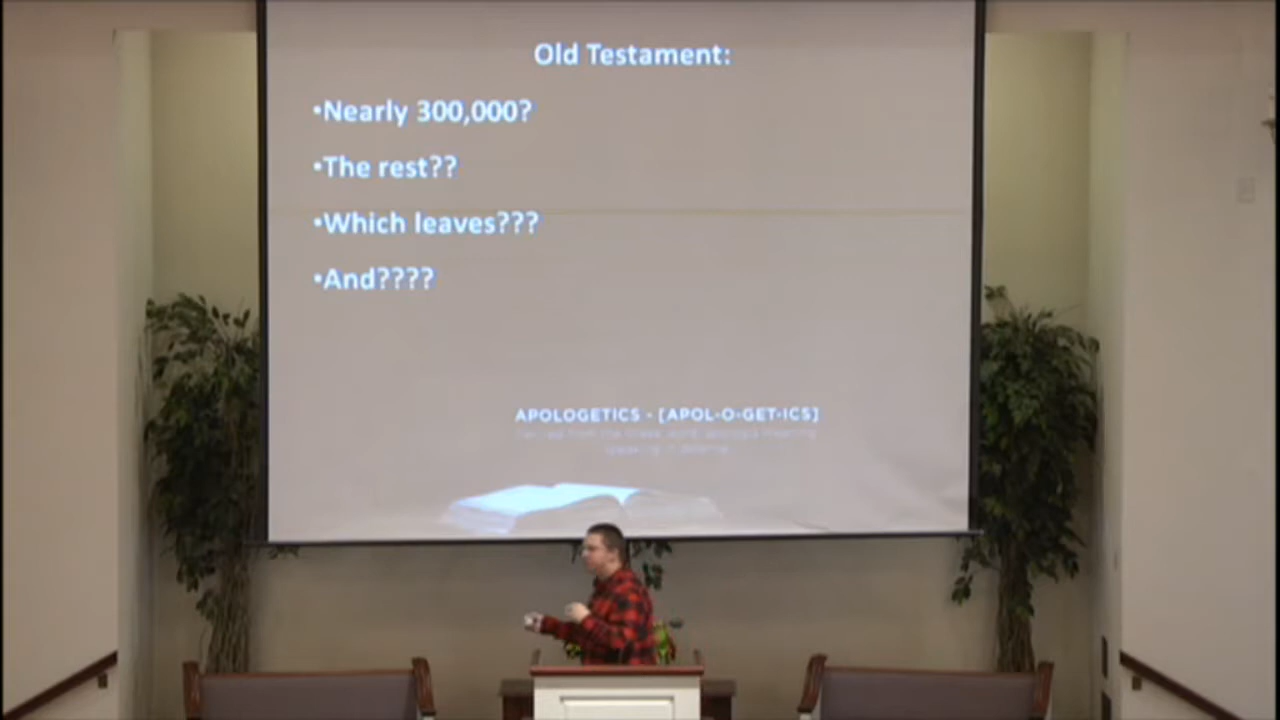 Old Testament:
•Nearly 300,000?
•The rest??
•Which leaves???
•And????
APOLOGETICS - [APOL-O-GET-ICS]